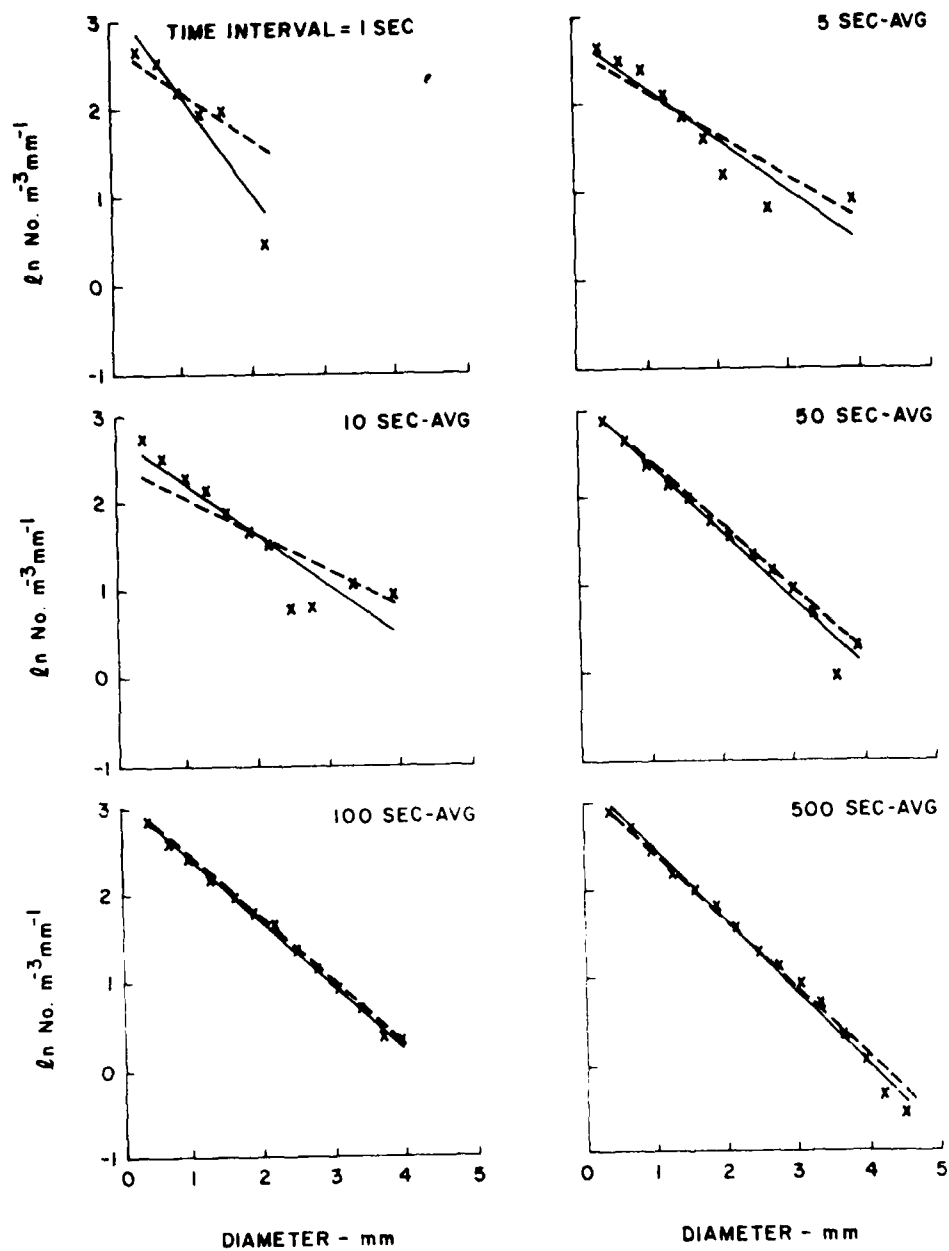 TIME INTERVAL = 1 SEC
5 SEC-AVG
3
2
1
0
-1
ℓn No. m⁻³mm⁻¹
10 SEC-AVG
50 SEC-AVG
3
2
1
0
-1
ℓn No. m⁻³mm⁻¹
100 SEC-AVG
500 SEC-AVG
3
2
1
0
-1
ℓn No. m⁻³mm⁻¹
0 1 2 3 4 5
0 1 2 3 4 5
DIAMETER - mm
DIAMETER - mm